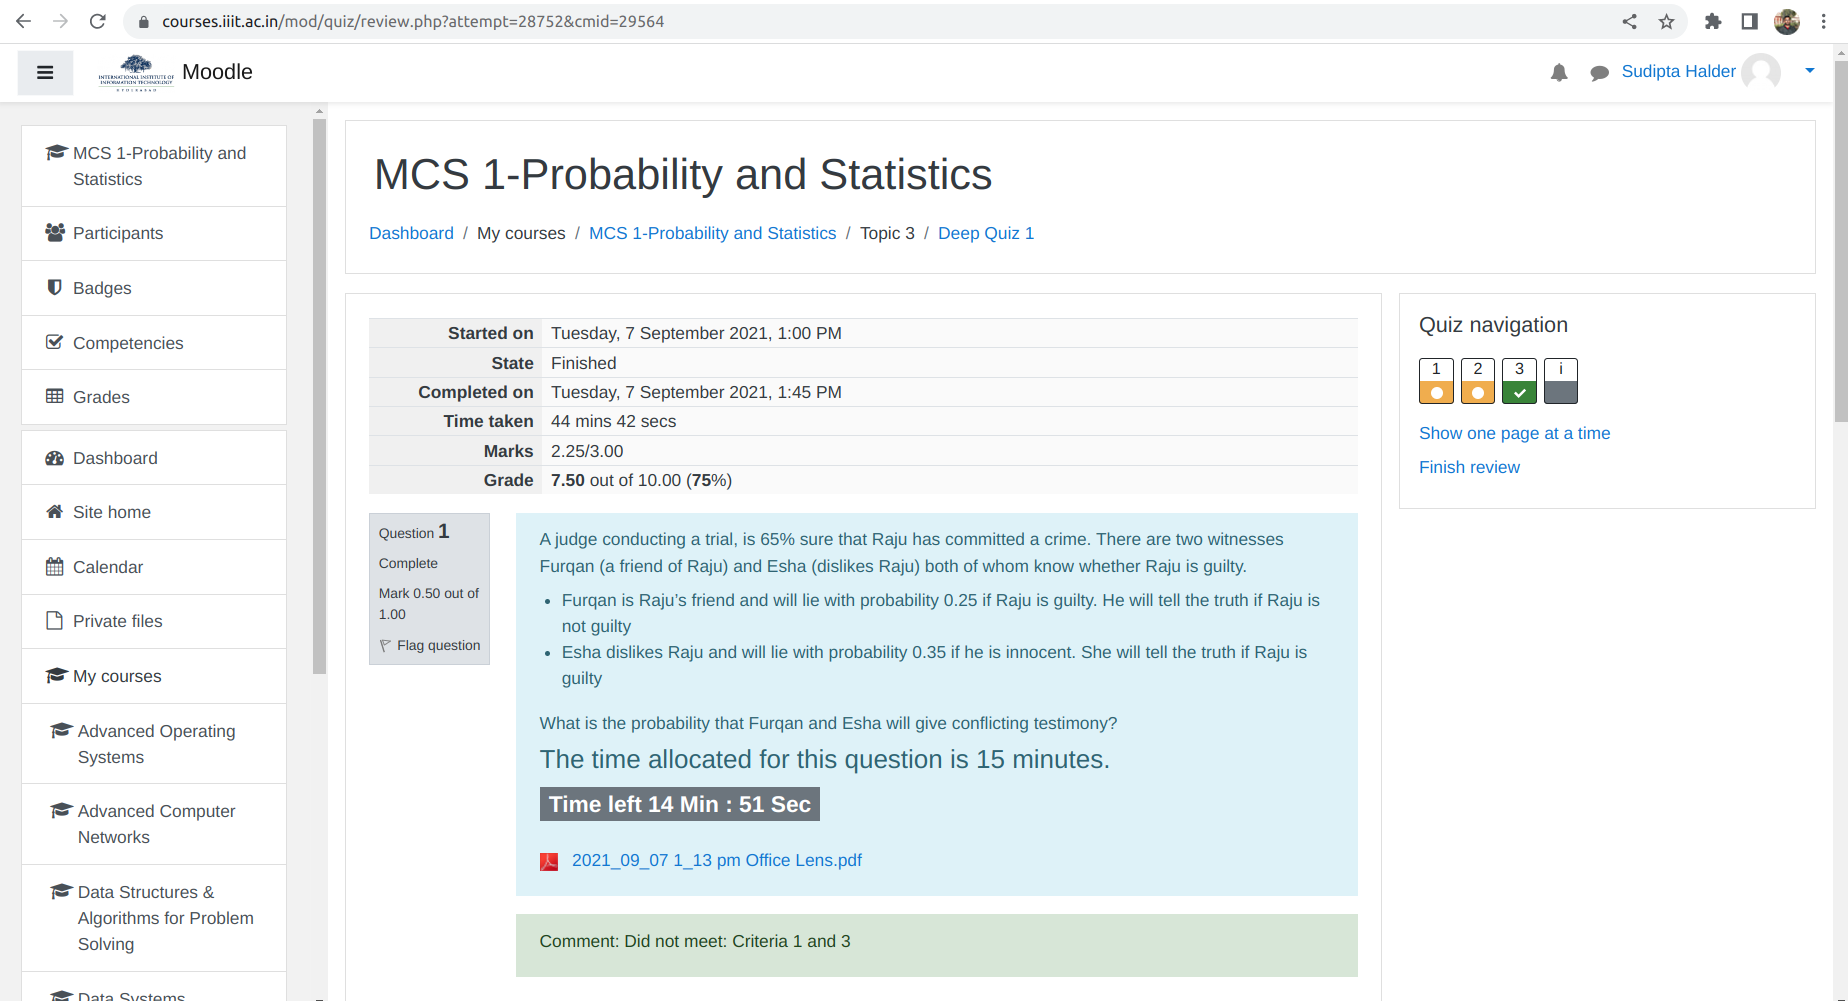 courses.iiit.ac.in/mod/quiz/review.php?attempt=28752&cmid=29564
INTERNATIONAL INSTITUTE OF
INFORMATION TECHNOLOGY
HYDERABAD
Moodle
Sudipta Halder
MCS 1-Probability and
Statistics
Participants
Badges
Competencies
Grades
Dashboard
Site home
Calendar
Private files
My courses
Advanced Operating
Systems
Advanced Computer
Networks
Data Structures &
Algorithms for Problem
Solving
Data Systems
MCS 1-Probability and Statistics
Dashboard / My courses / MCS 1-Probability and Statistics / Topic 3 / Deep Quiz 1
Started on Tuesday, 7 September 2021, 1:00 PM
State Finished
Completed on Tuesday, 7 September 2021, 1:45 PM
Time taken 44 mins 42 secs
Marks 2.25/3.00
Grade 7.50 out of 10.00 (75%)
Question 1
Complete
Mark 0.50 out of
1.00
Flag question
A judge conducting a trial, is 65% sure that Raju has committed a crime. There are two witnesses
Furqan (a friend of Raju) and Esha (dislikes Raju) both of whom know whether Raju is guilty.
• Furqan is Raju’s friend and will lie with probability 0.25 if Raju is guilty. He will tell the truth if Raju is
not guilty
• Esha dislikes Raju and will lie with probability 0.35 if he is innocent. She will tell the truth if Raju is
guilty
What is the probability that Furqan and Esha will give conflicting testimony?
The time allocated for this question is 15 minutes.
Time left 14 Min : 51 Sec
2021_09_07 1_13 pm Office Lens.pdf
Comment: Did not meet: Criteria 1 and 3
Quiz navigation
1 2 3 i
Show one page at a time
Finish review